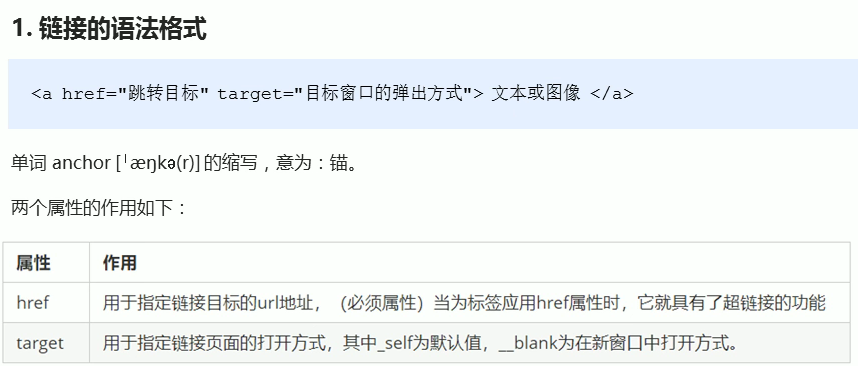 1. 链接的语法格式
<a href="跳转目标" target="目标窗口的弹出方式"> 文本或图像 </a>
单词 anchor [ˈæŋkə(r)] 的缩写，意为：锚。
两个属性的作用如下：
属性 作用
href 用于指定链接目标的url地址，（必须属性）当为标签应用href属性时，它就具有了超链接的功能
target 用于指定链接页面的打开方式，其中_self为默认值，__blank为在新窗口中打开方式。